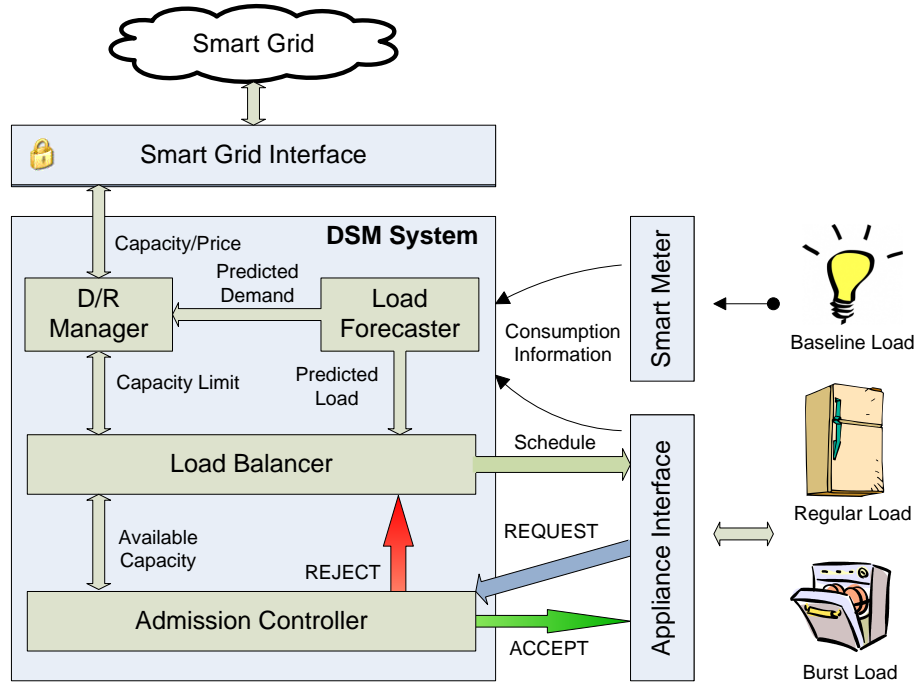 Smart Grid
Smart Grid Interface
DSM System
Capacity/Price
Predicted
Demand
D/R
Manager
Load
Forecaster
Smart Meter
Consumption
Information
Baseline Load
Capacity Limit
Predicted
Load
Load Balancer
Schedule
Appliance Interface
Regular Load
Available
Capacity
REJECT
REQUEST
Admission Controller
ACCEPT
Burst Load